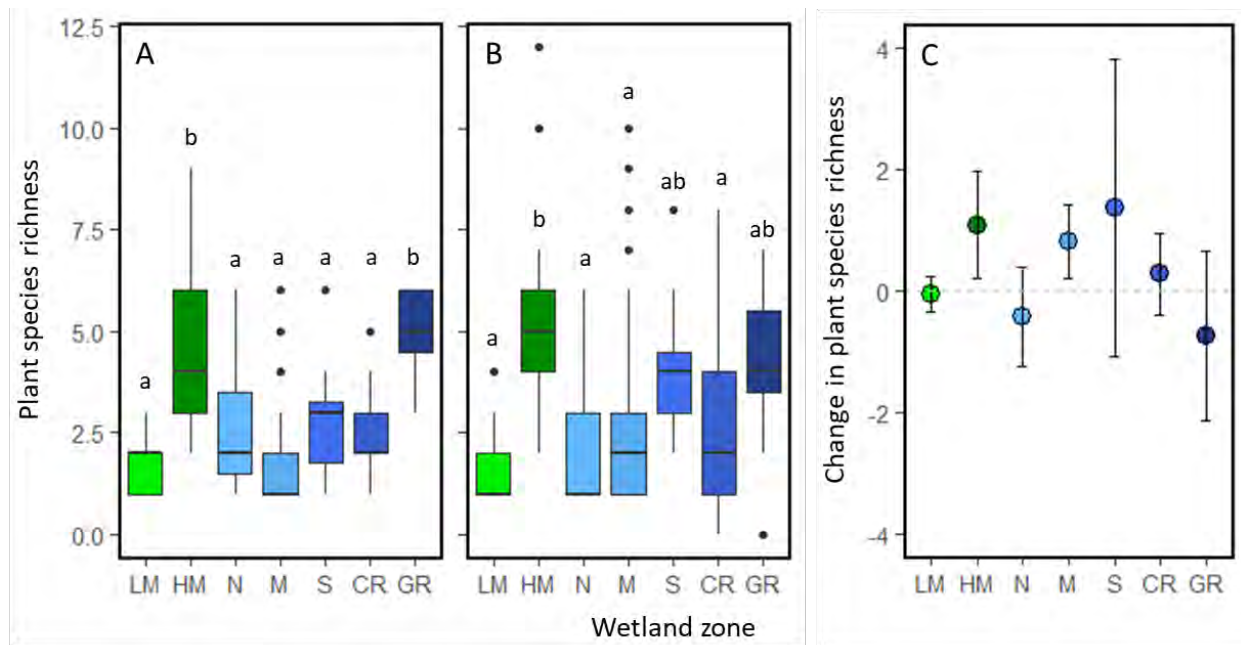 A
B
C
Plant species richness
12.5
10.0
7.5
5.0
2.5
0.0
a
b
a
a
a
a
b
a
b
a
a
ab
a
ab
LM HM N M S CR GR
LM HM N M S CR GR
Wetland zone
Change in plant species richness
4
2
0
-2
-4
LM HM N M S CR GR